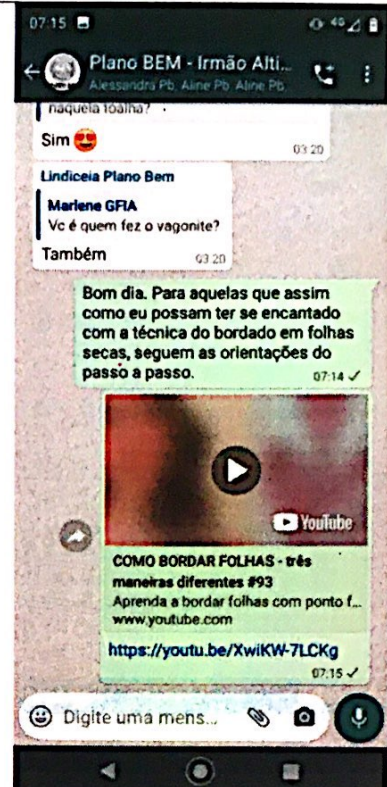 07:15
4G
Plano BEM - Irmão Alti...
Alessandra Pb, Aline Pb, Aline Pb,
naquela toalha?
Sim 😍
03:20
Lindiceia Plano Bem
Marlene GFIA
Vc é quem fez o vagonite?
Também
03:20
Bom dia. Para aquelas que assim
como eu possam ter se encantado
com a técnica do bordado em folhas
secas, seguem as orientações do
passo a passo.
07:14
YouTube
COMO BORDAR FOLHAS - três
maneiras diferentes #93
Aprenda a bordar folhas com ponto f...
www.youtube.com
https://youtu.be/XwiKW-7LCKg
07:15
Digite uma mens...